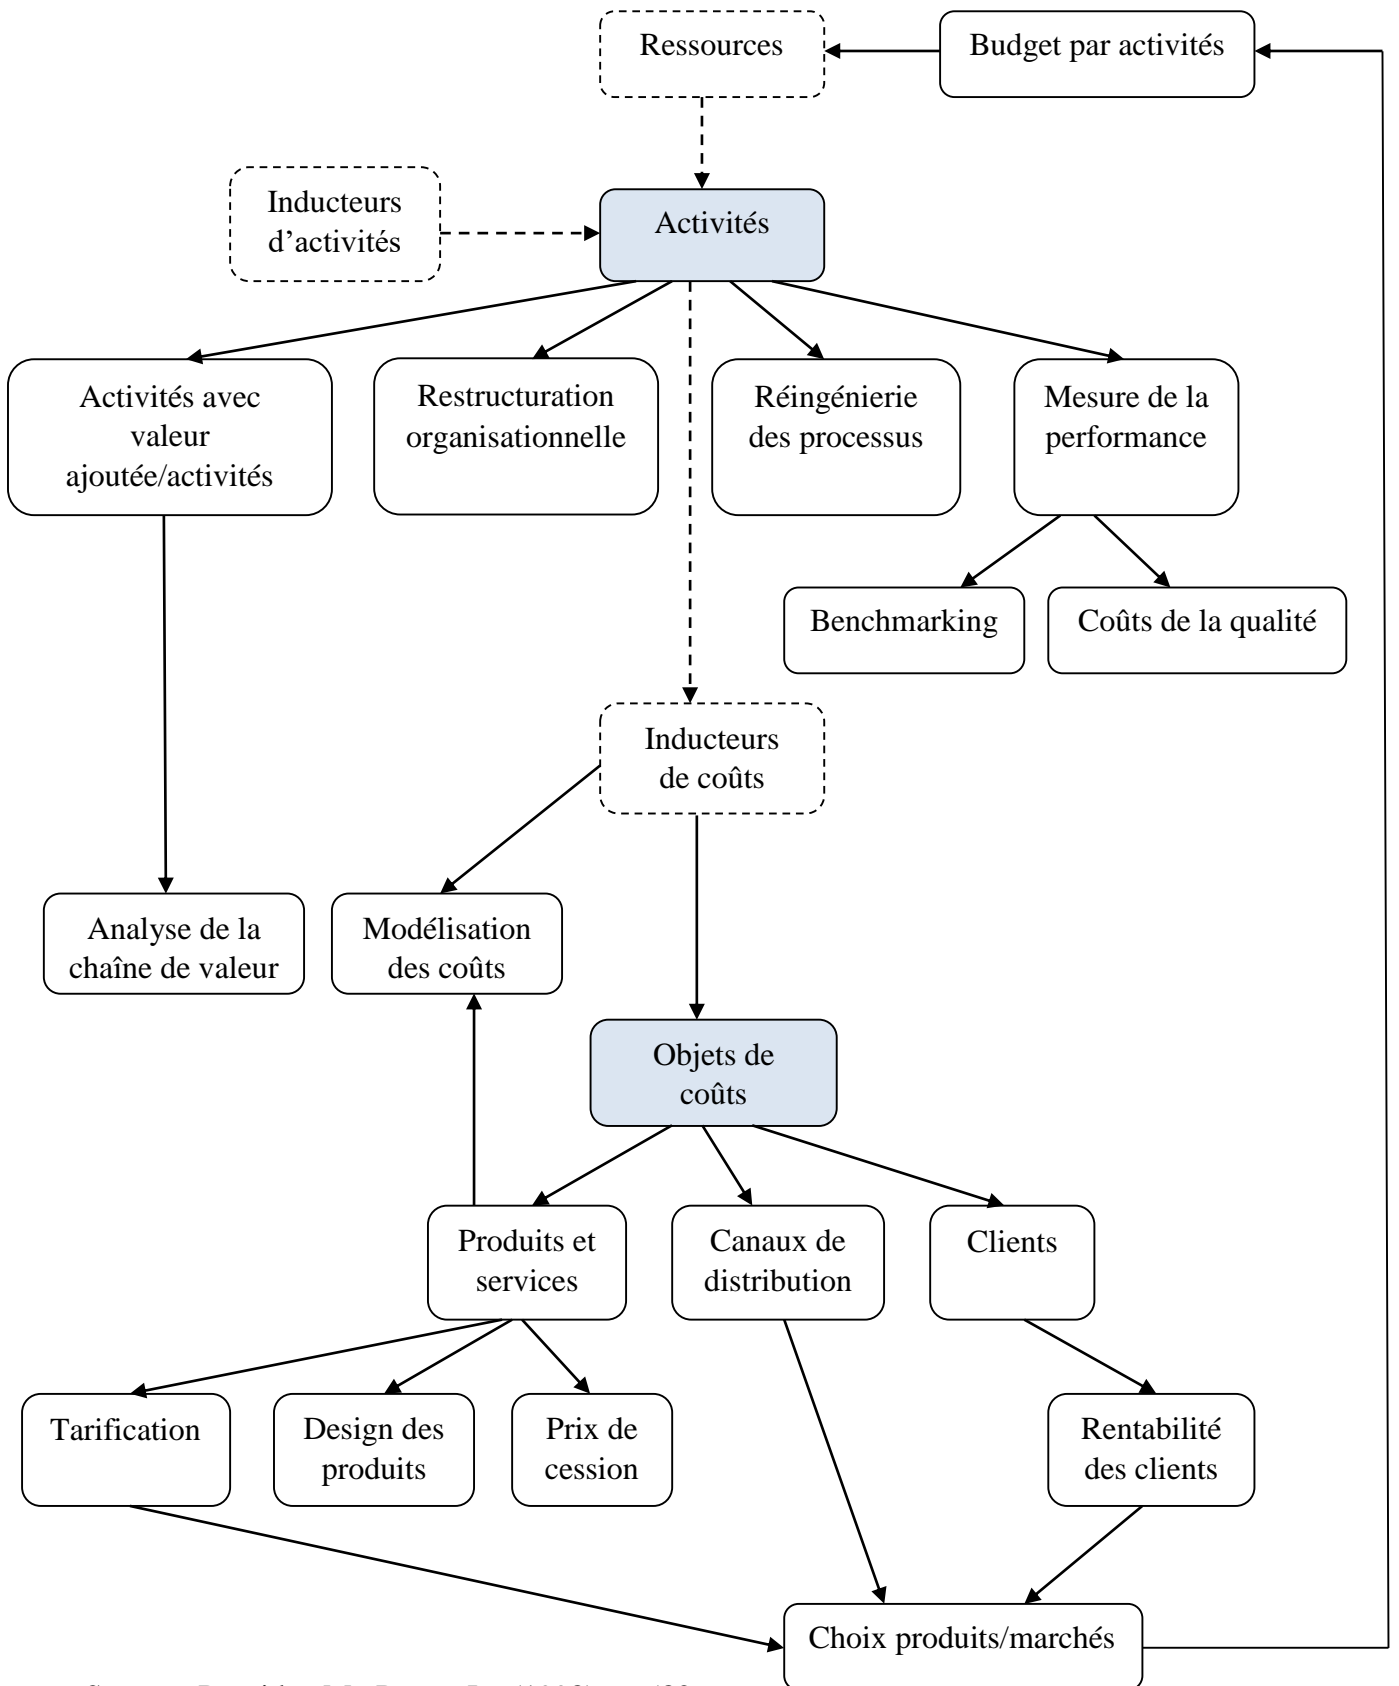 Ressources
Budget par activités
Inducteurs
d’activités
Activités
Activités avec
valeur
ajoutée/activités
Restructuration
organisationnelle
Réingénierie
des processus
Mesure de la
performance
Benchmarking
Coûts de la qualité
Inducteurs
de coûts
Analyse de la
chaîne de valeur
Modélisation
des coûts
Objets de
coûts
Produits et
services
Canaux de
distribution
Clients
Tarification
Design des
produits
Prix de
cession
Rentabilité
des clients
Choix produits/marchés